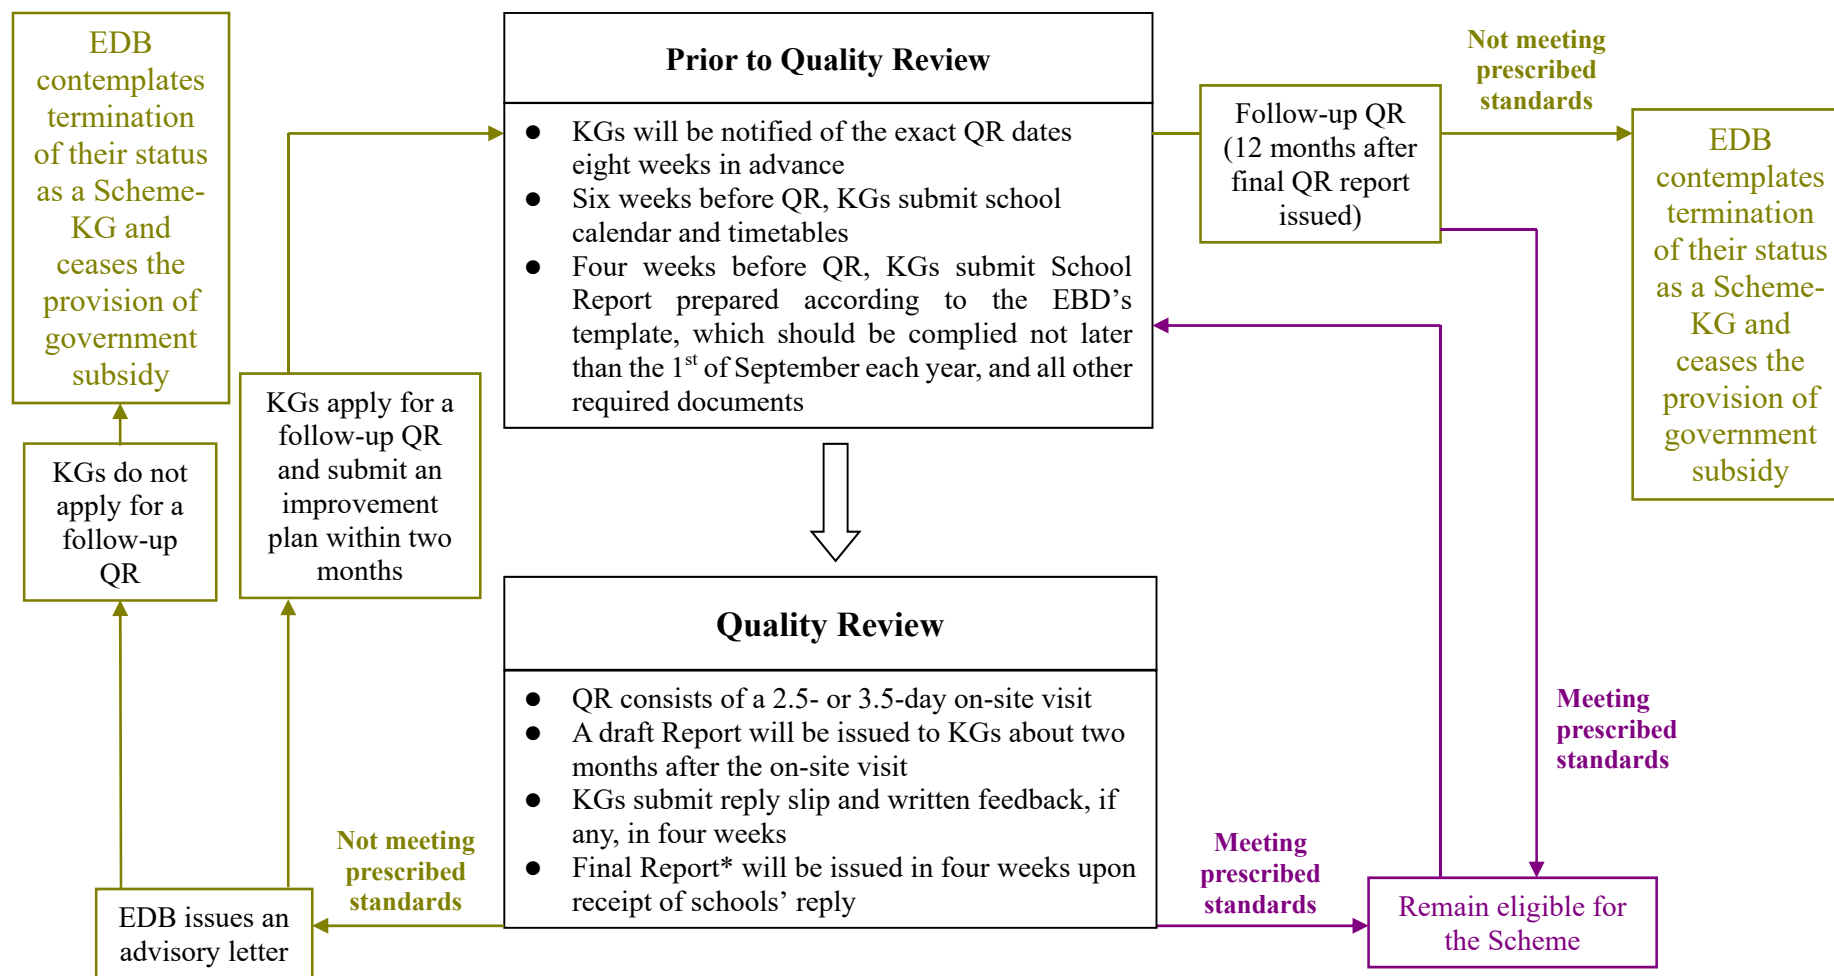 EDB
contemplates
termination
of their status
as a Scheme-
KG and
ceases the
provision of
government
subsidy
KGs do not
apply for a
follow-up
QR
KGs apply for a
follow-up QR
and submit an
improvement
plan within two
months
EDB issues an
advisory letter
Not meeting
prescribed
standards
Prior to Quality Review
● KGs will be notified of the exact QR dates
eight weeks in advance
● Six weeks before QR, KGs submit school
calendar and timetables
● Four weeks before QR, KGs submit School
Report prepared according to the EBD’s
template, which should be complied not later
than the 1st of September each year, and all other
required documents
Quality Review
● QR consists of a 2.5- or 3.5-day on-site visit
● A draft Report will be issued to KGs about two
months after the on-site visit
● KGs submit reply slip and written feedback, if
any, in four weeks
● Final Report* will be issued in four weeks upon
receipt of schools’ reply
Follow-up QR
(12 months after
final QR report
issued)
Not meeting
prescribed
standards
EDB
contemplates
termination
of their status
as a Scheme-
KG and
ceases the
provision of
government
subsidy
Meeting
prescribed
standards
Meeting
prescribed
standards
Remain eligible for
the Scheme